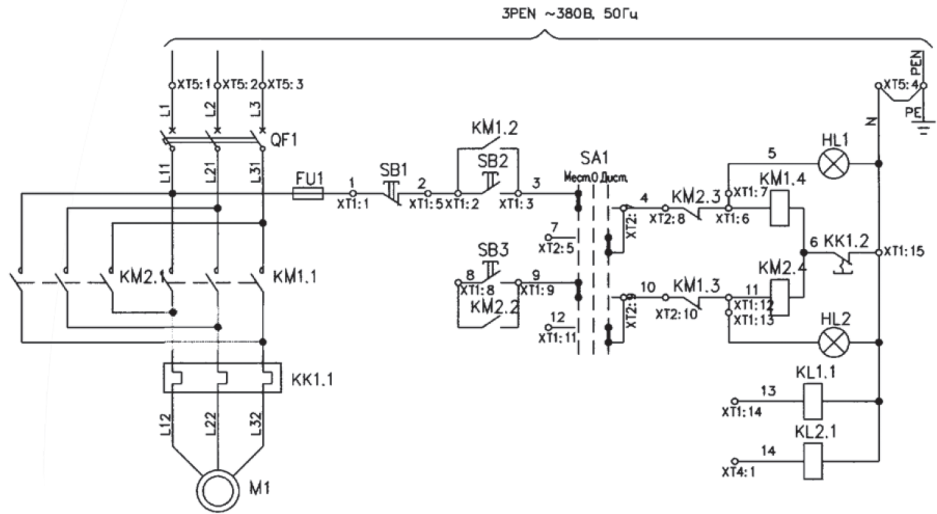 3PEN ~380В, 50Гц
XT5:1 XT5:2 XT5:3 XT5:4 PEN
L1 L2 L3 N PE
QF1
L11 L21 L31
KM1.2
SB1 SB2 SA1
FU1 1 2 3 Мест. О Дист.
XT1:1 XT1:5 XT1:2 XT1:3
5 HL1
XT1:7 KM1.4
4 KM2.3
XT2:7 XT2:8 XT1:6
7
XT2:5
6 KK1.2
XT1:15
KM2.1 KM1.1
SB3 KM2.4
8 9 10 KM1.3 11
XT1:8 XT1:9 XT2:9 XT2:10 XT1:12
KM2.2 XT1:13
12 HL2
XT1:11
KK1.1
KL1.1
13
XT1:14
L12 L22 L32
KL2.1
14
XT4:1
M1